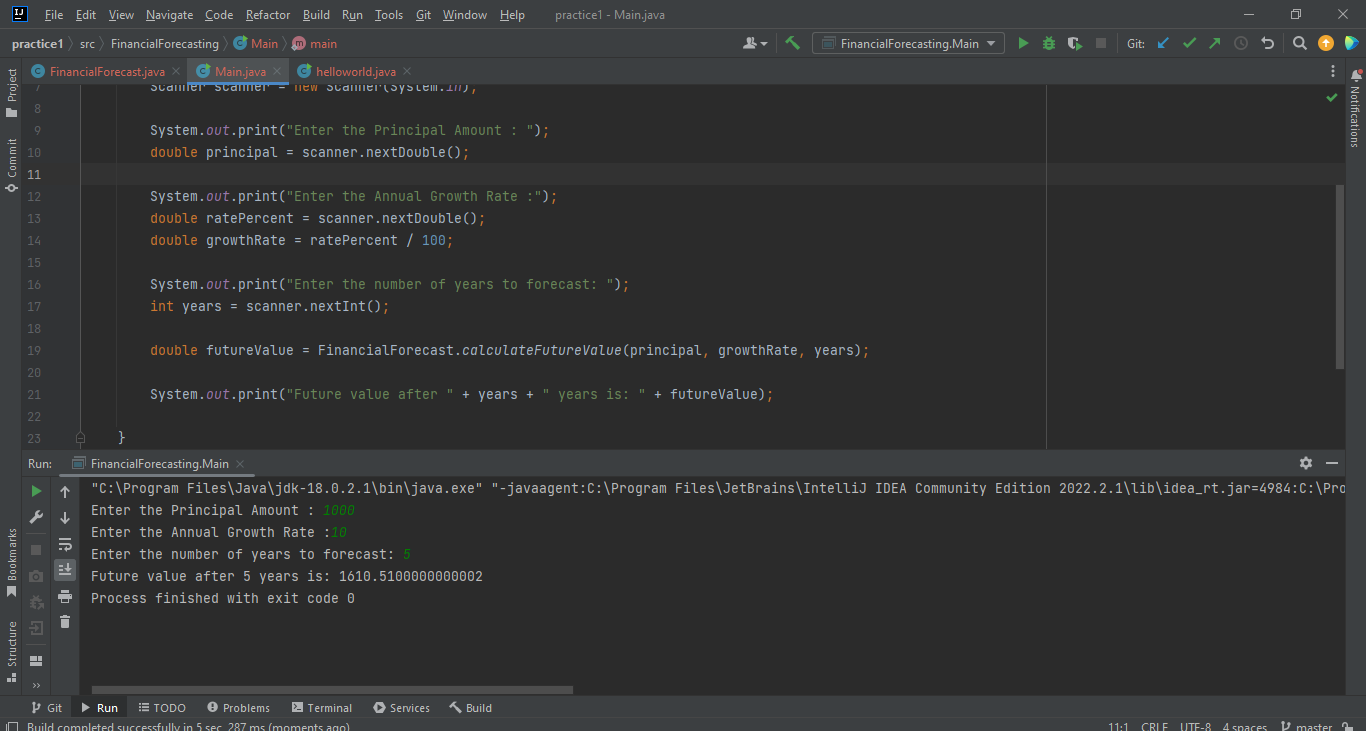 File Edit View Navigate Code Refactor Build Run Tools Git Window Help practice1 - Main.java
practice1 src FinancialForecasting Main main FinancialForecasting.Main Git:
FinancialForecast.java Main.java helloworld.java
Project
Commit
Bookmarks
Structure
Notifications
7 Scanner scanner = new Scanner(System.in);
8
9 System.out.print("Enter the Principal Amount : ");
10 double principal = scanner.nextDouble();
11
12 System.out.print("Enter the Annual Growth Rate :");
13 double ratePercent = scanner.nextDouble();
14 double growthRate = ratePercent / 100;
15
16 System.out.print("Enter the number of years to forecast: ");
17 int years = scanner.nextInt();
18
19 double futureValue = FinancialForecast.calculateFutureValue(principal, growthRate, years);
20
21 System.out.print("Future value after " + years + " years is: " + futureValue);
22
23 }
Run: FinancialForecasting.Main
"C:\Program Files\Java\jdk-18.0.2.1\bin\java.exe" "-javaagent:C:\Program Files\JetBrains\IntelliJ IDEA Community Edition 2022.2.1\lib\idea_rt.jar=4984:C:\Pro
Enter the Principal Amount : 1000
Enter the Annual Growth Rate :10
Enter the number of years to forecast: 5
Future value after 5 years is: 1610.5100000000002
Process finished with exit code 0
Git Run TODO Problems Terminal Services Build
Build completed successfully in 5 sec, 287 ms (moments ago) 11:1 CRLF UTF-8 4 spaces master